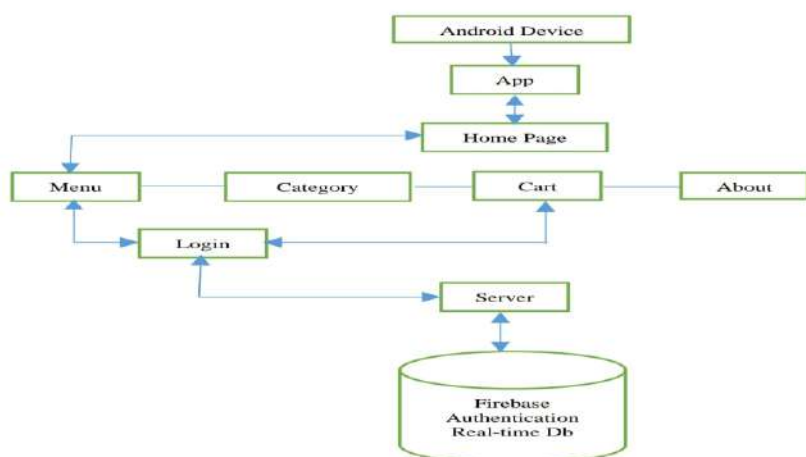 Android Device
App
Home Page
Menu
Category
Cart
About
Login
Server
Firebase
Authentication
Real-time Db